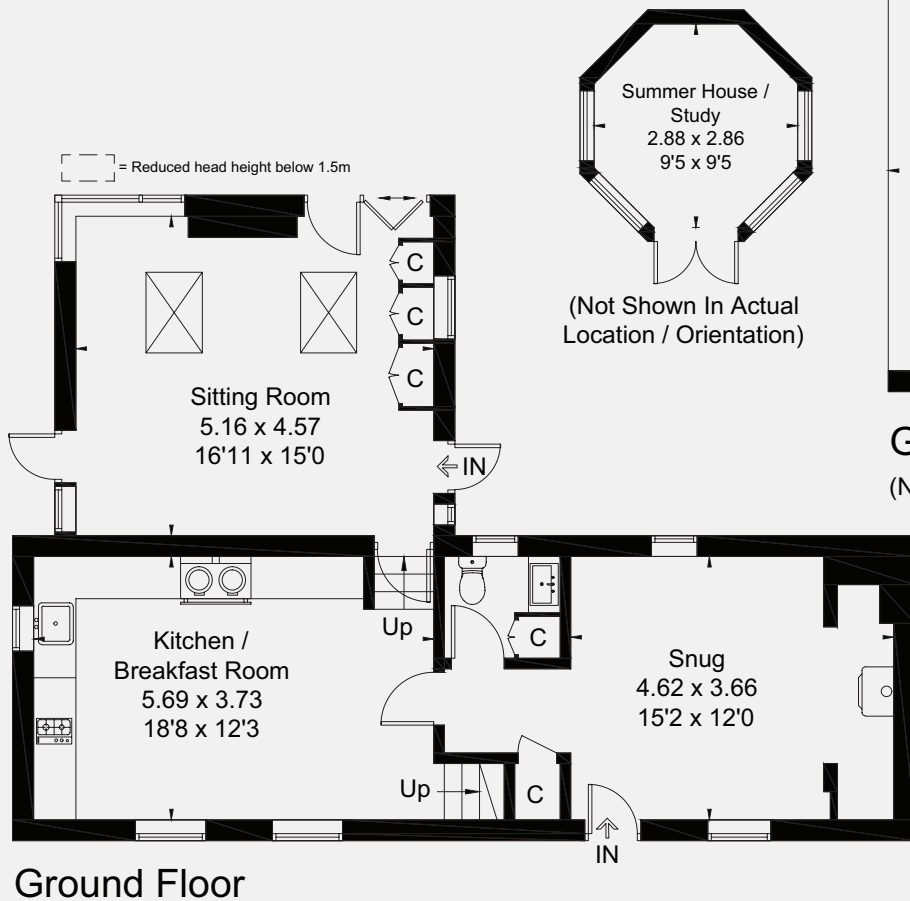 Summer House /
Study
2.88 x 2.86
9'5 x 9'5
(Not Shown In Actual
Location / Orientation)
= Reduced head height below 1.5m
C
C
C
Sitting Room
5.16 x 4.57
16'11 x 15'0
IN
G
(N
Up
Kitchen /
Breakfast Room
5.69 x 3.73
18'8 x 12'3
C
Snug
4.62 x 3.66
15'2 x 12'0
Up
C
IN
Ground Floor